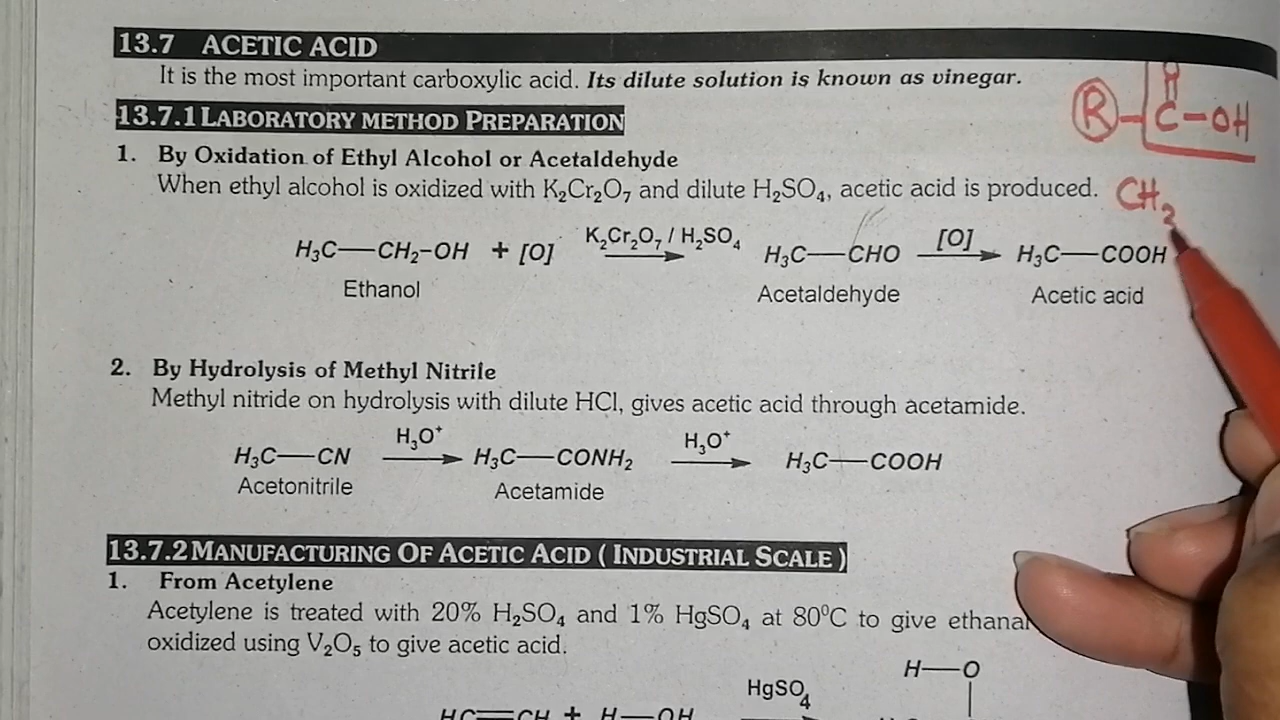 13.7 ACETIC ACID
It is the most important carboxylic acid. Its dilute solution is known as vinegar.
O
R-C-OH
13.7.1 LABORATORY METHOD PREPARATION
1. By Oxidation of Ethyl Alcohol or Acetaldehyde
When ethyl alcohol is oxidized with K₂Cr₂O₇ and dilute H₂SO₄, acetic acid is produced.
CH₂
K₂Cr₂O₇ / H₂SO₄
[O]
H₃C—CH₂-OH + [O] H₃C—CHO H₃C—COOH
Ethanol Acetaldehyde Acetic acid
2. By Hydrolysis of Methyl Nitrile
Methyl nitride on hydrolysis with dilute HCl, gives acetic acid through acetamide.
H₃O⁺ H₃O⁺
H₃C—CN H₃C—CONH₂ H₃C—COOH
Acetonitrile Acetamide
13.7.2 MANUFACTURING OF ACETIC ACID ( INDUSTRIAL SCALE )
1. From Acetylene
Acetylene is treated with 20% H₂SO₄ and 1% HgSO₄ at 80⁰C to give ethanal
oxidized using V₂O₅ to give acetic acid.
H—O
HgSO₄
HC≡CH + H—OH